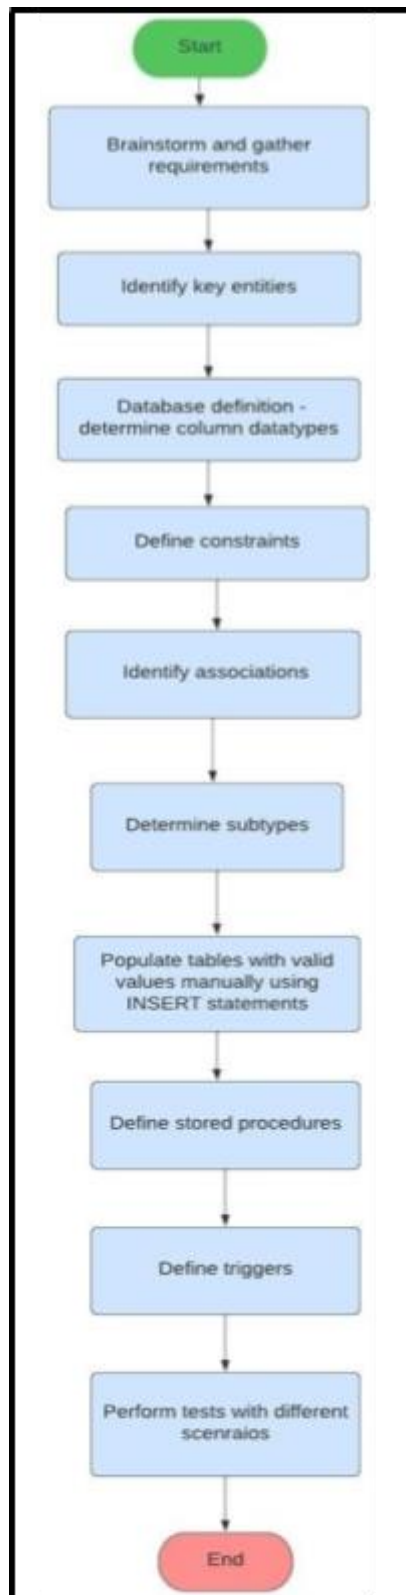 Start
Brainstorm and gather
requirements
Identify key entities
Database definition -
determine column datatypes
Define constraints
Identify associations
Determine subtypes
Populate tables with valid
values manually using
INSERT statements
Define stored procedures
Define triggers
Perform tests with different
scenraios
End